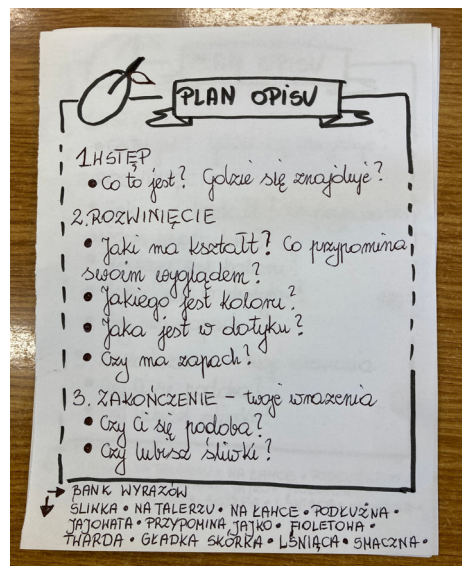 PLAN OPISU
1. WSTĘP
• Co to jest? Gdzie się znajduje?
2. ROZWINIĘCIE
• Jaki ma kształt? Co przypomina
swoim wyglądem?
• Jakiego jest koloru?
• Jaka jest w dotyku?
• Czy ma zapach?
3. ZAKOŃCZENIE – twoje wrażenia
• Czy Ci się podoba?
• Czy lubisz śliwki?
BANK WYRAZÓW
ŚLIWKA • NA TALERZU • NA ŁAWCE • PODŁUŻNA •
JAJOWATA • PRZYPOMINA JAJKO • FIOLETOWA •
TWARDA • GŁADKA SKÓRKA • LŚNIĄCA • SMACZNA •